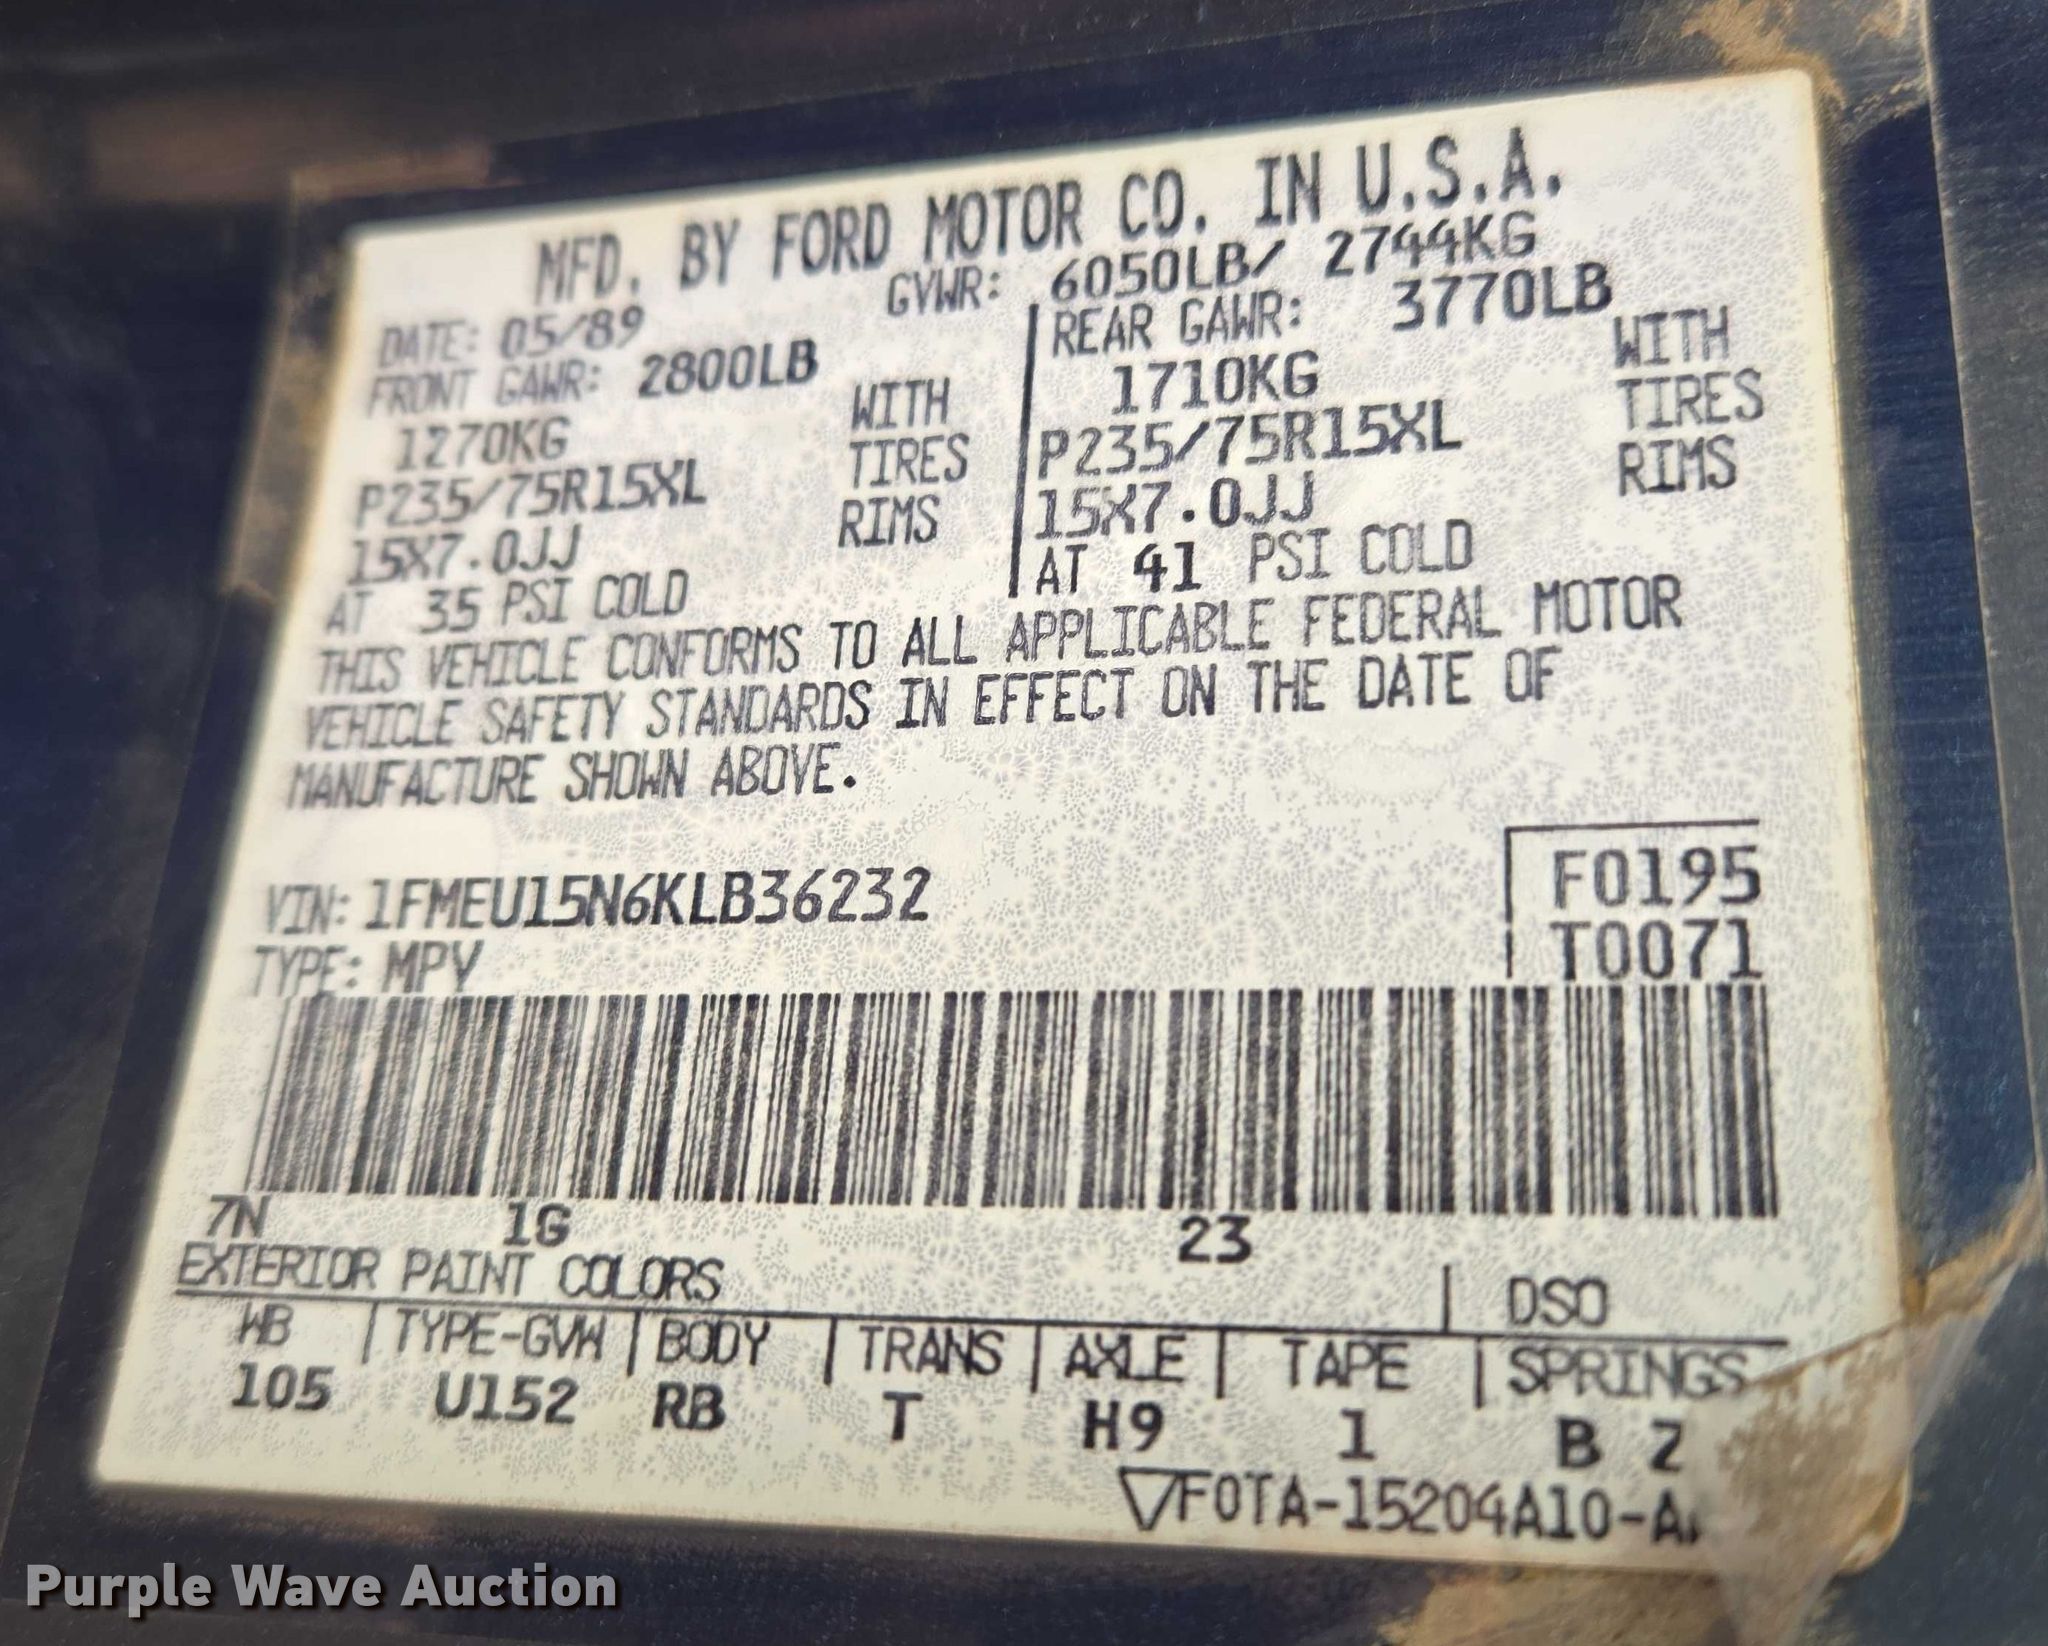 MFD. BY FORD MOTOR CO. IN U.S.A.
DATE: 05/89 GVWR: 6050LB/ 2744KG
FRONT GAWR: 2800LB REAR GAWR: 3770LB
1270KG WITH 1710KG WITH
P235/75R15XL TIRES P235/75R15XL TIRES
15X7.0JJ RIMS 15X7.0JJ RIMS
AT 35 PSI COLD AT 41 PSI COLD
THIS VEHICLE CONFORMS TO ALL APPLICABLE FEDERAL MOTOR
VEHICLE SAFETY STANDARDS IN EFFECT ON THE DATE OF
MANUFACTURE SHOWN ABOVE.
VIN: 1FMEU15N6KLB36232 F0195
TYPE: MPV T0071
7N 1G 23
EXTERIOR PAINT COLORS DSO
WB TYPE-GVW BODY TRANS AXLE TAPE SPRINGS
105 U152 RB T H9 1 B 2
F0TA-15204A10-A
Purple Wave Auction